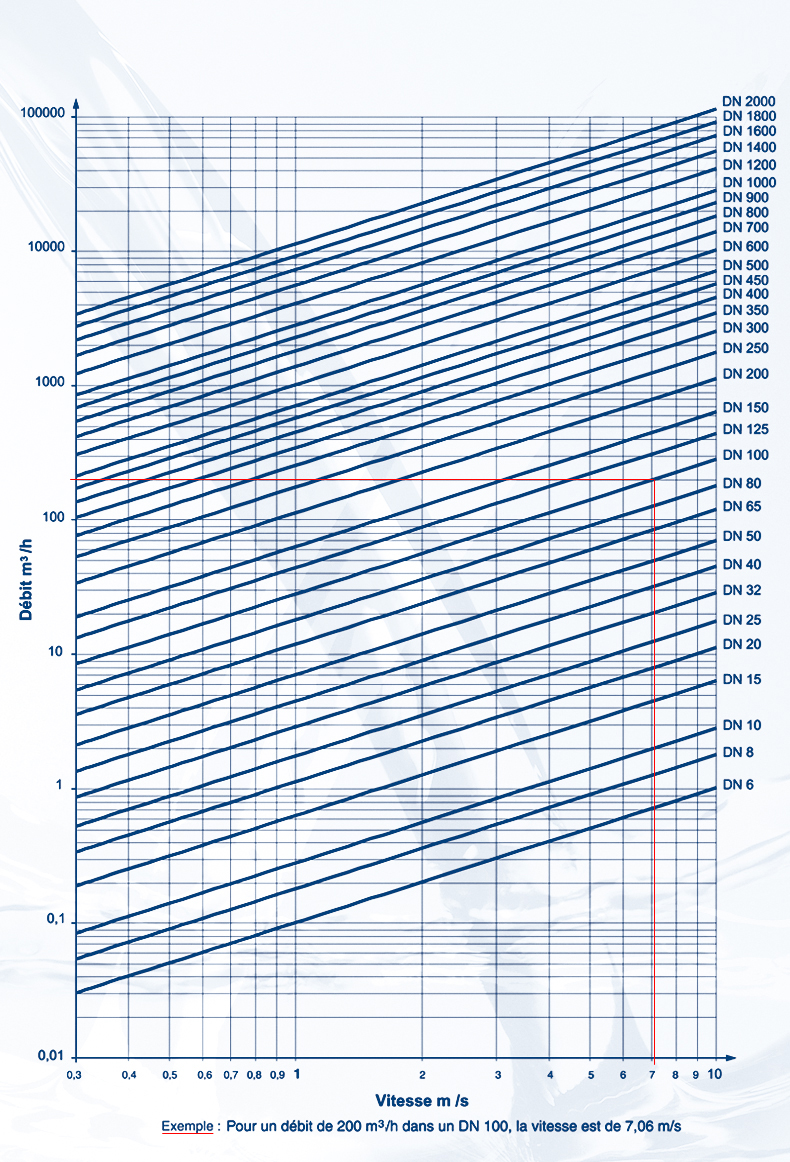 DN 2000
DN 1800
DN 1600
DN 1400
DN 1200
DN 1000
DN 900
DN 800
DN 700
DN 600
DN 500
DN 450
DN 400
DN 350
DN 300
DN 250
DN 200
DN 150
DN 125
DN 100
DN 80
DN 65
DN 50
DN 40
DN 32
DN 25
DN 20
DN 15
DN 10
DN 8
DN 6
100000
10000
1000
100
10
1
0,1
0,01
Débit m³/h
0,3 0,4 0,5 0,6 0,7 0,8 0,9 1 2 3 4 5 6 7 8 9 10
Vitesse m /s
Exemple : Pour un débit de 200 m³/h dans un DN 100, la vitesse est de 7,06 m/s